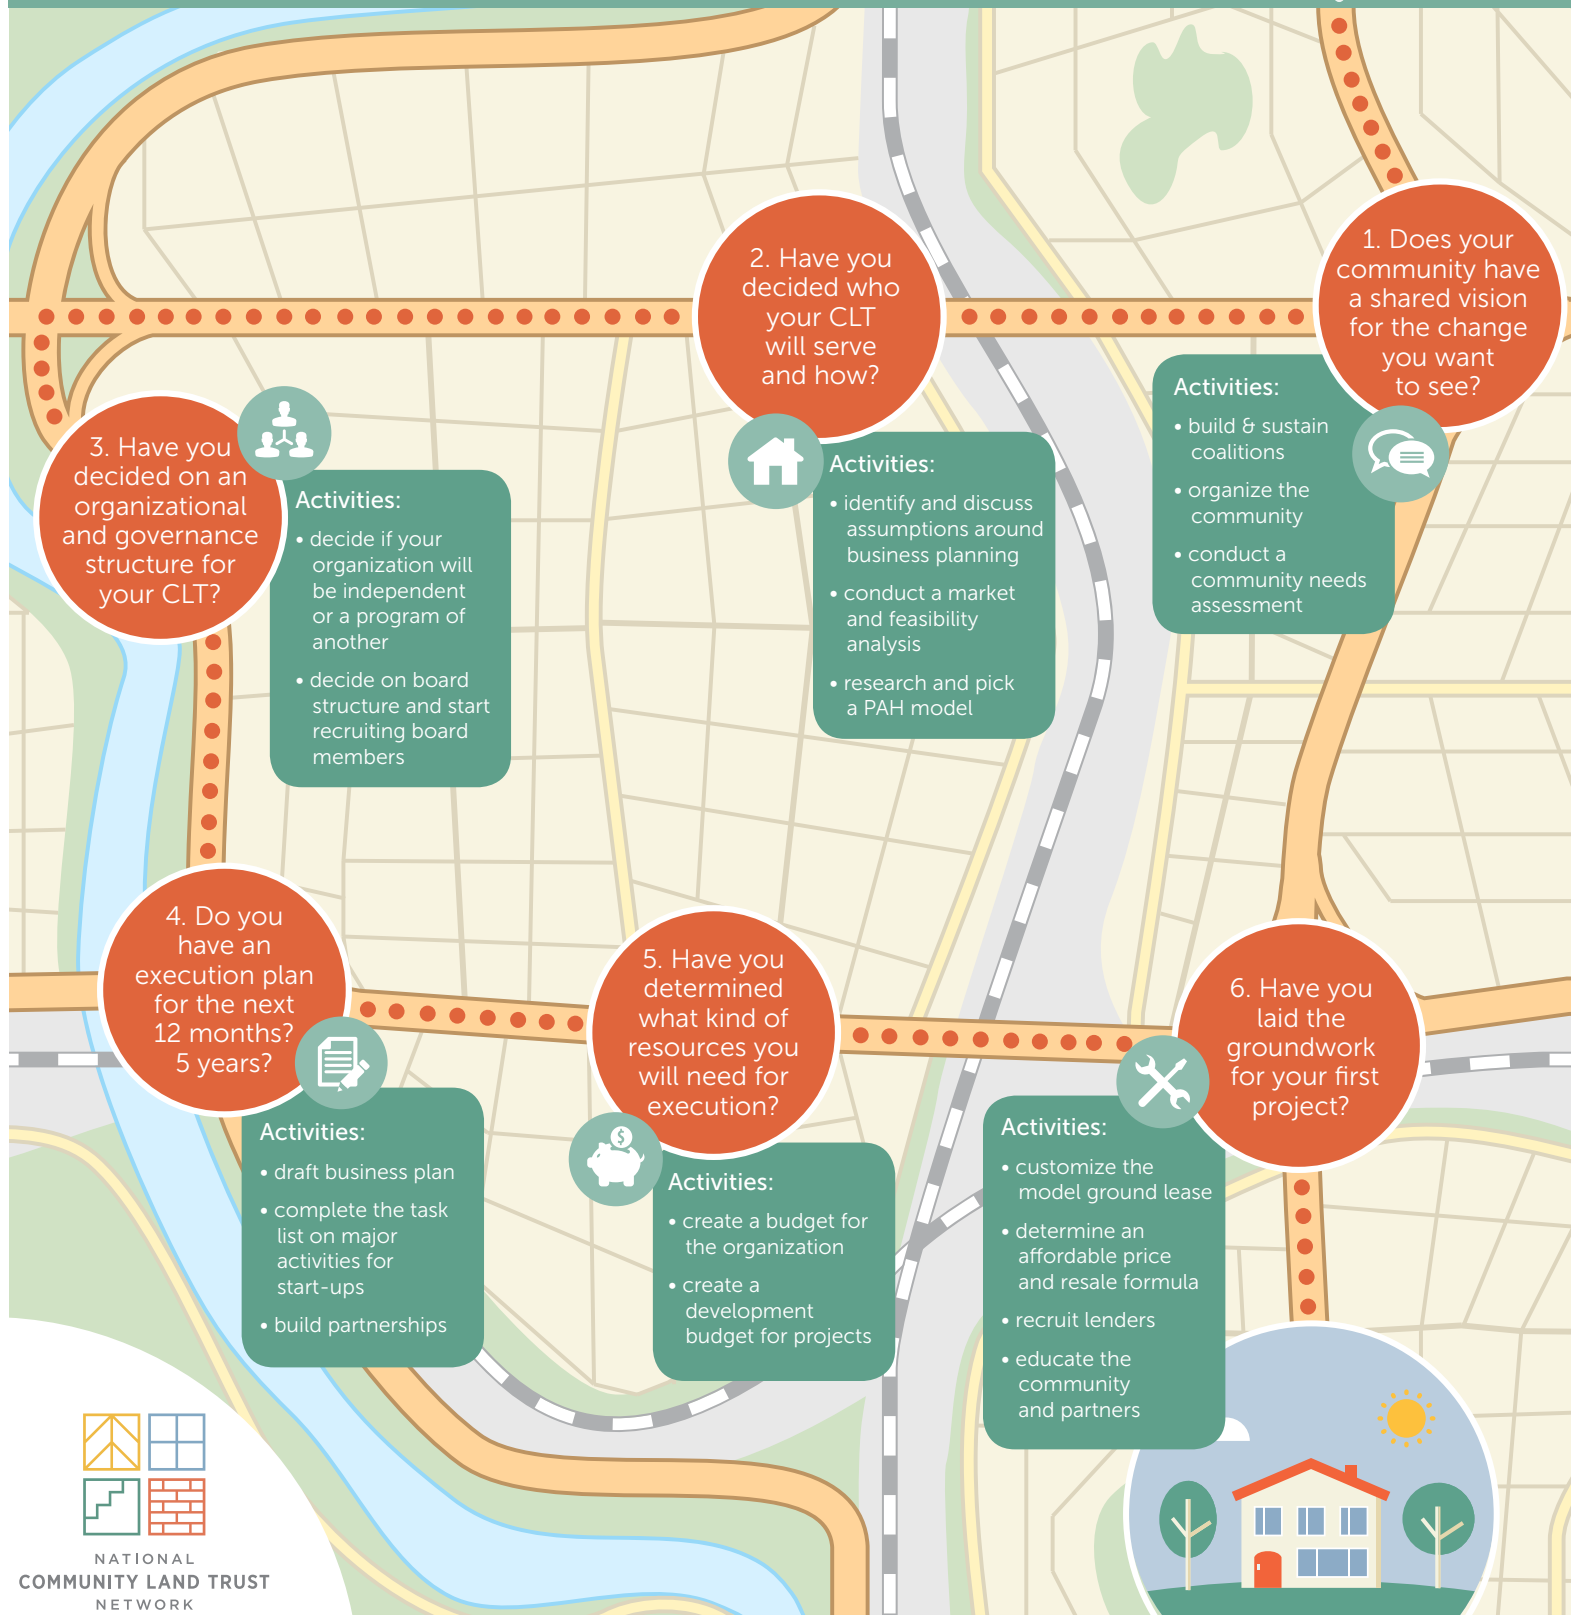 1. Does your
community have
a shared vision
for the change
you want
to see?
Activities:
• build & sustain
coalitions
• organize the
community
• conduct a
community needs
assessment
2. Have you
decided who
your CLT
will serve
and how?
Activities:
• identify and discuss
assumptions around
business planning
• conduct a market
and feasibility
analysis
• research and pick
a PAH model
3. Have you
decided on an
organizational
and governance
structure for
your CLT?
Activities:
• decide if your
organization will
be independent
or a program of
another
• decide on board
structure and start
recruiting board
members
4. Do you
have an
execution plan
for the next
12 months?
5 years?
Activities:
• draft business plan
• complete the task
list on major
activities for
start-ups
• build partnerships
5. Have you
determined
what kind of
resources you
will need for
execution?
$
Activities:
• create a budget for
the organization
• create a
development
budget for projects
6. Have you
laid the
groundwork
for your first
project?
Activities:
• customize the
model ground lease
• determine an
affordable price
and resale formula
• recruit lenders
• educate the
community
and partners
NATIONAL
COMMUNITY LAND TRUST
NETWORK